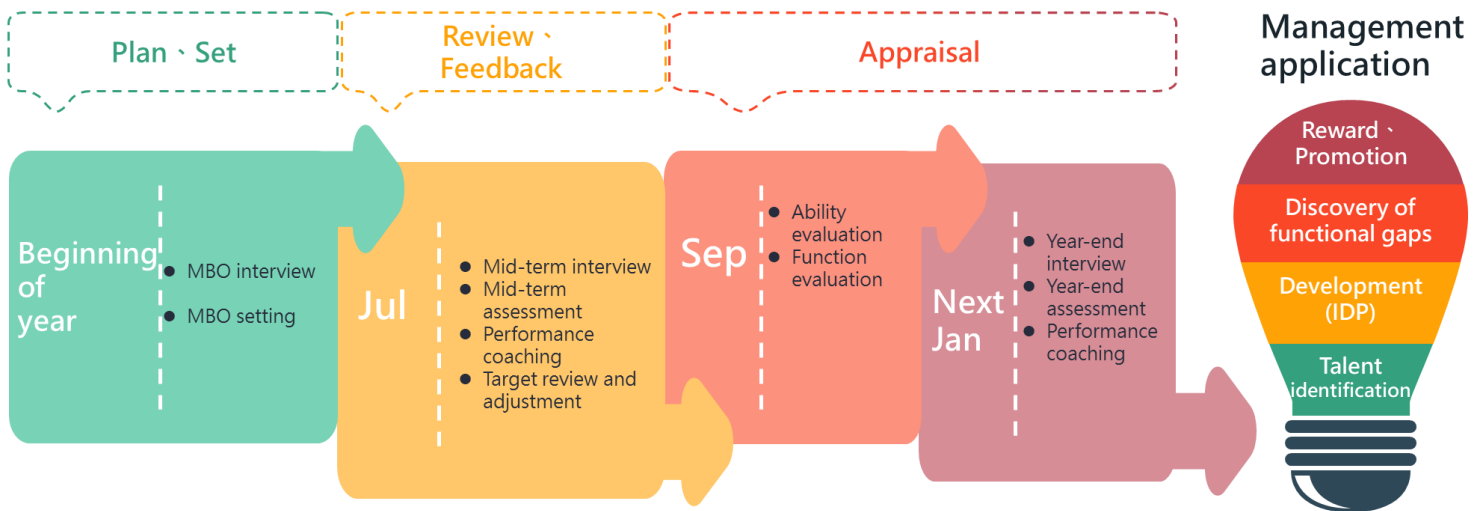 Plan、Set
Review、
Feedback
Appraisal
Management
application
Beginning
of
year
● MBO interview
● MBO setting
Jul
● Mid-term interview
● Mid-term
assessment
● Performance
coaching
● Target review and
adjustment
Sep
● Ability
evaluation
● Function
evaluation
Next
Jan
● Year-end
interview
● Year-end
assessment
● Performance
coaching
Reward、
Promotion
Discovery of
functional gaps
Development
(IDP)
Talent
identification